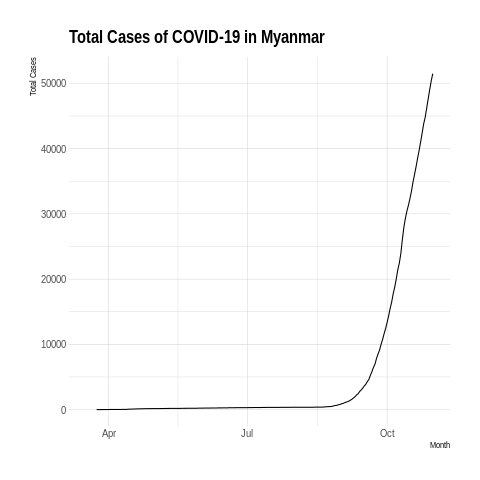 Total Cases of COVID-19 in Myanmar
Total Cases
50000
40000
30000
20000
10000
0
Apr
Jul
Oct
Month